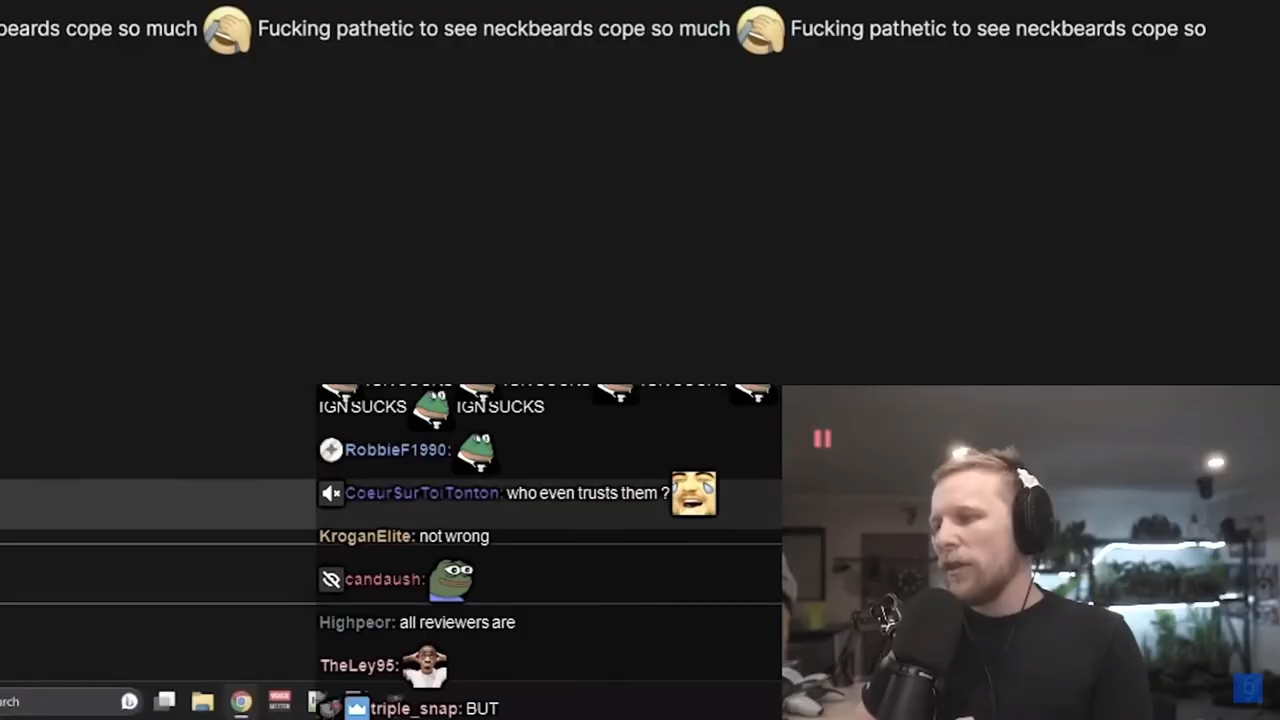 beards cope so much Fucking pathetic to see neckbeards cope so much Fucking pathetic to see neckbeards cope so
IGN SUCKS IGN SUCKS
RobbieF1990:
CoeurSurToiTonton: who even trusts them ?
KroganElite: not wrong
candaush:
Highpeor: all reviewers are
TheLey95:
rch
triple_snap: BUT